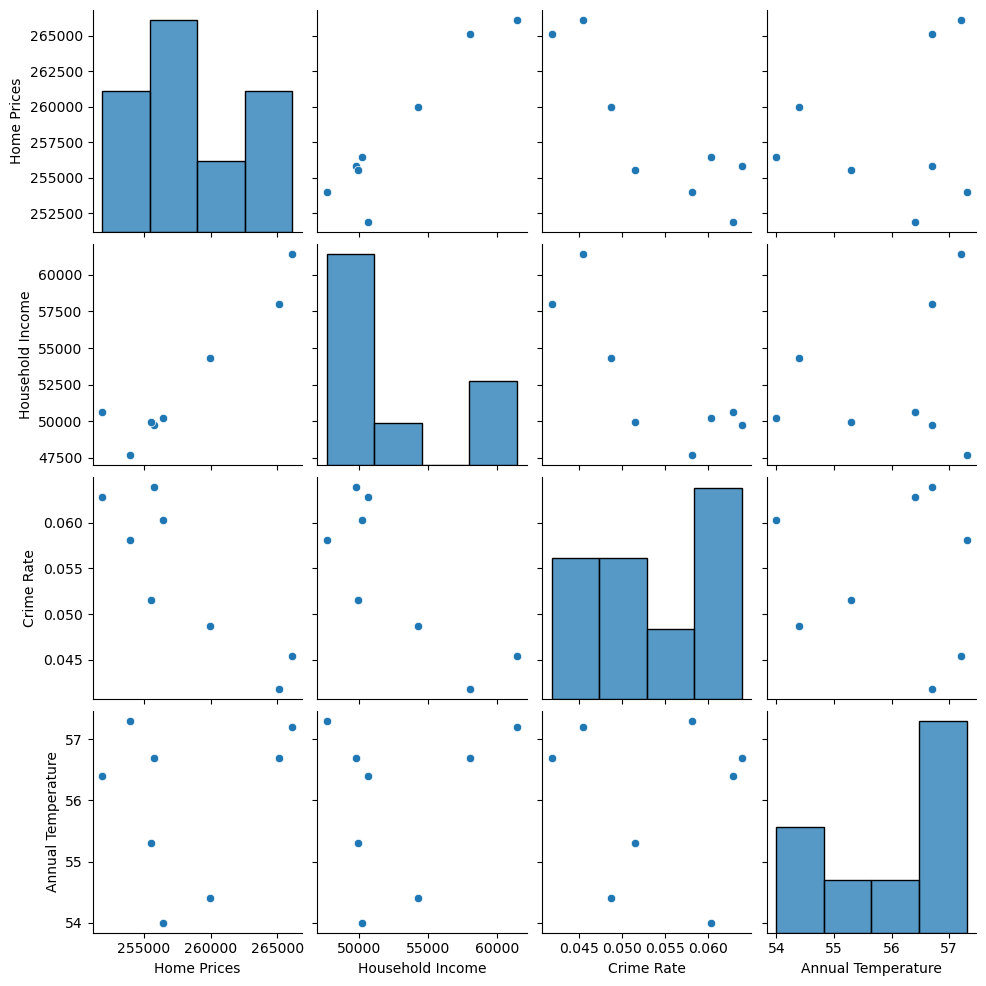 Home Prices
265000
262500
260000
257500
255000
252500
Household Income
60000
57500
55000
52500
50000
47500
Crime Rate
0.060
0.055
0.050
0.045
Annual Temperature
57
56
55
54
255000 260000 265000
50000 55000 60000
0.045 0.050 0.055 0.060
54 55 56 57
Home Prices
Household Income
Crime Rate
Annual Temperature